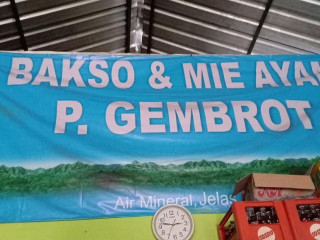 BAKSO & MIE AYAM
P. GEMBROT
Air Mineral, Jelas